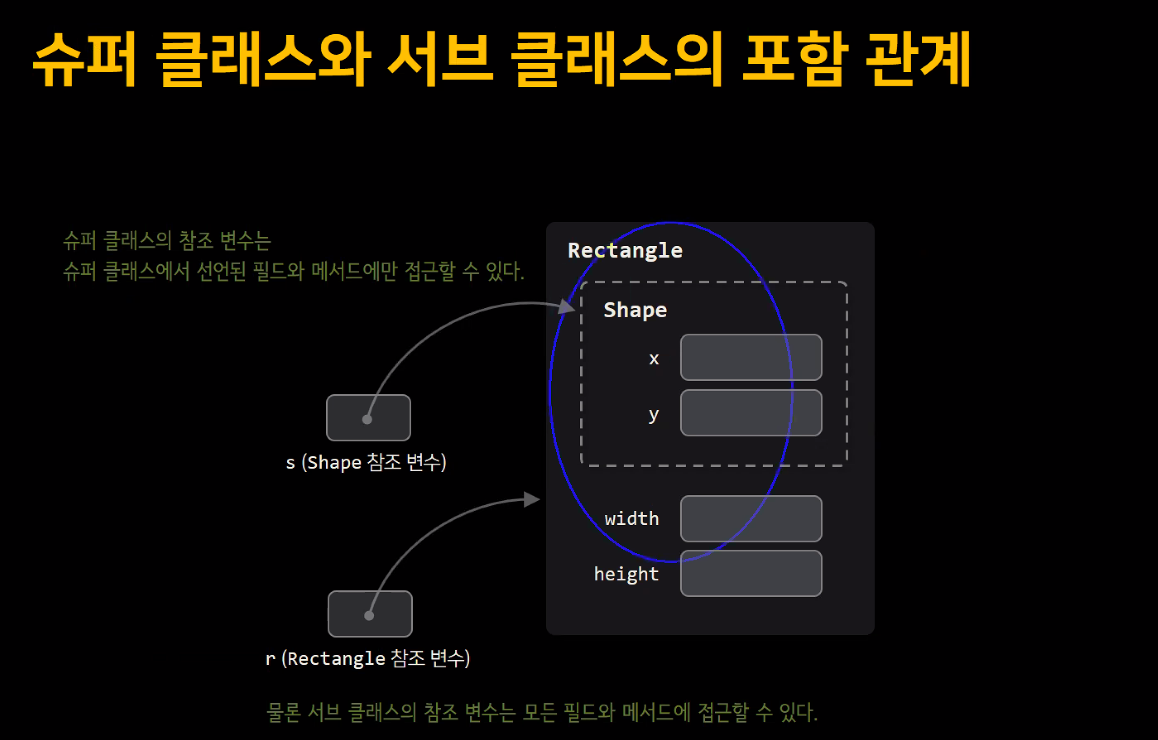 슈퍼 클래스와 서브 클래스의 포함 관계
슈퍼 클래스의 참조 변수는
슈퍼 클래스에서 선언된 필드와 메서드에만 접근할 수 있다.
Rectangle
Shape
x
y
s (Shape 참조 변수)
width
height
r (Rectangle 참조 변수)
물론 서브 클래스의 참조 변수는 모든 필드와 메서드에 접근할 수 있다.